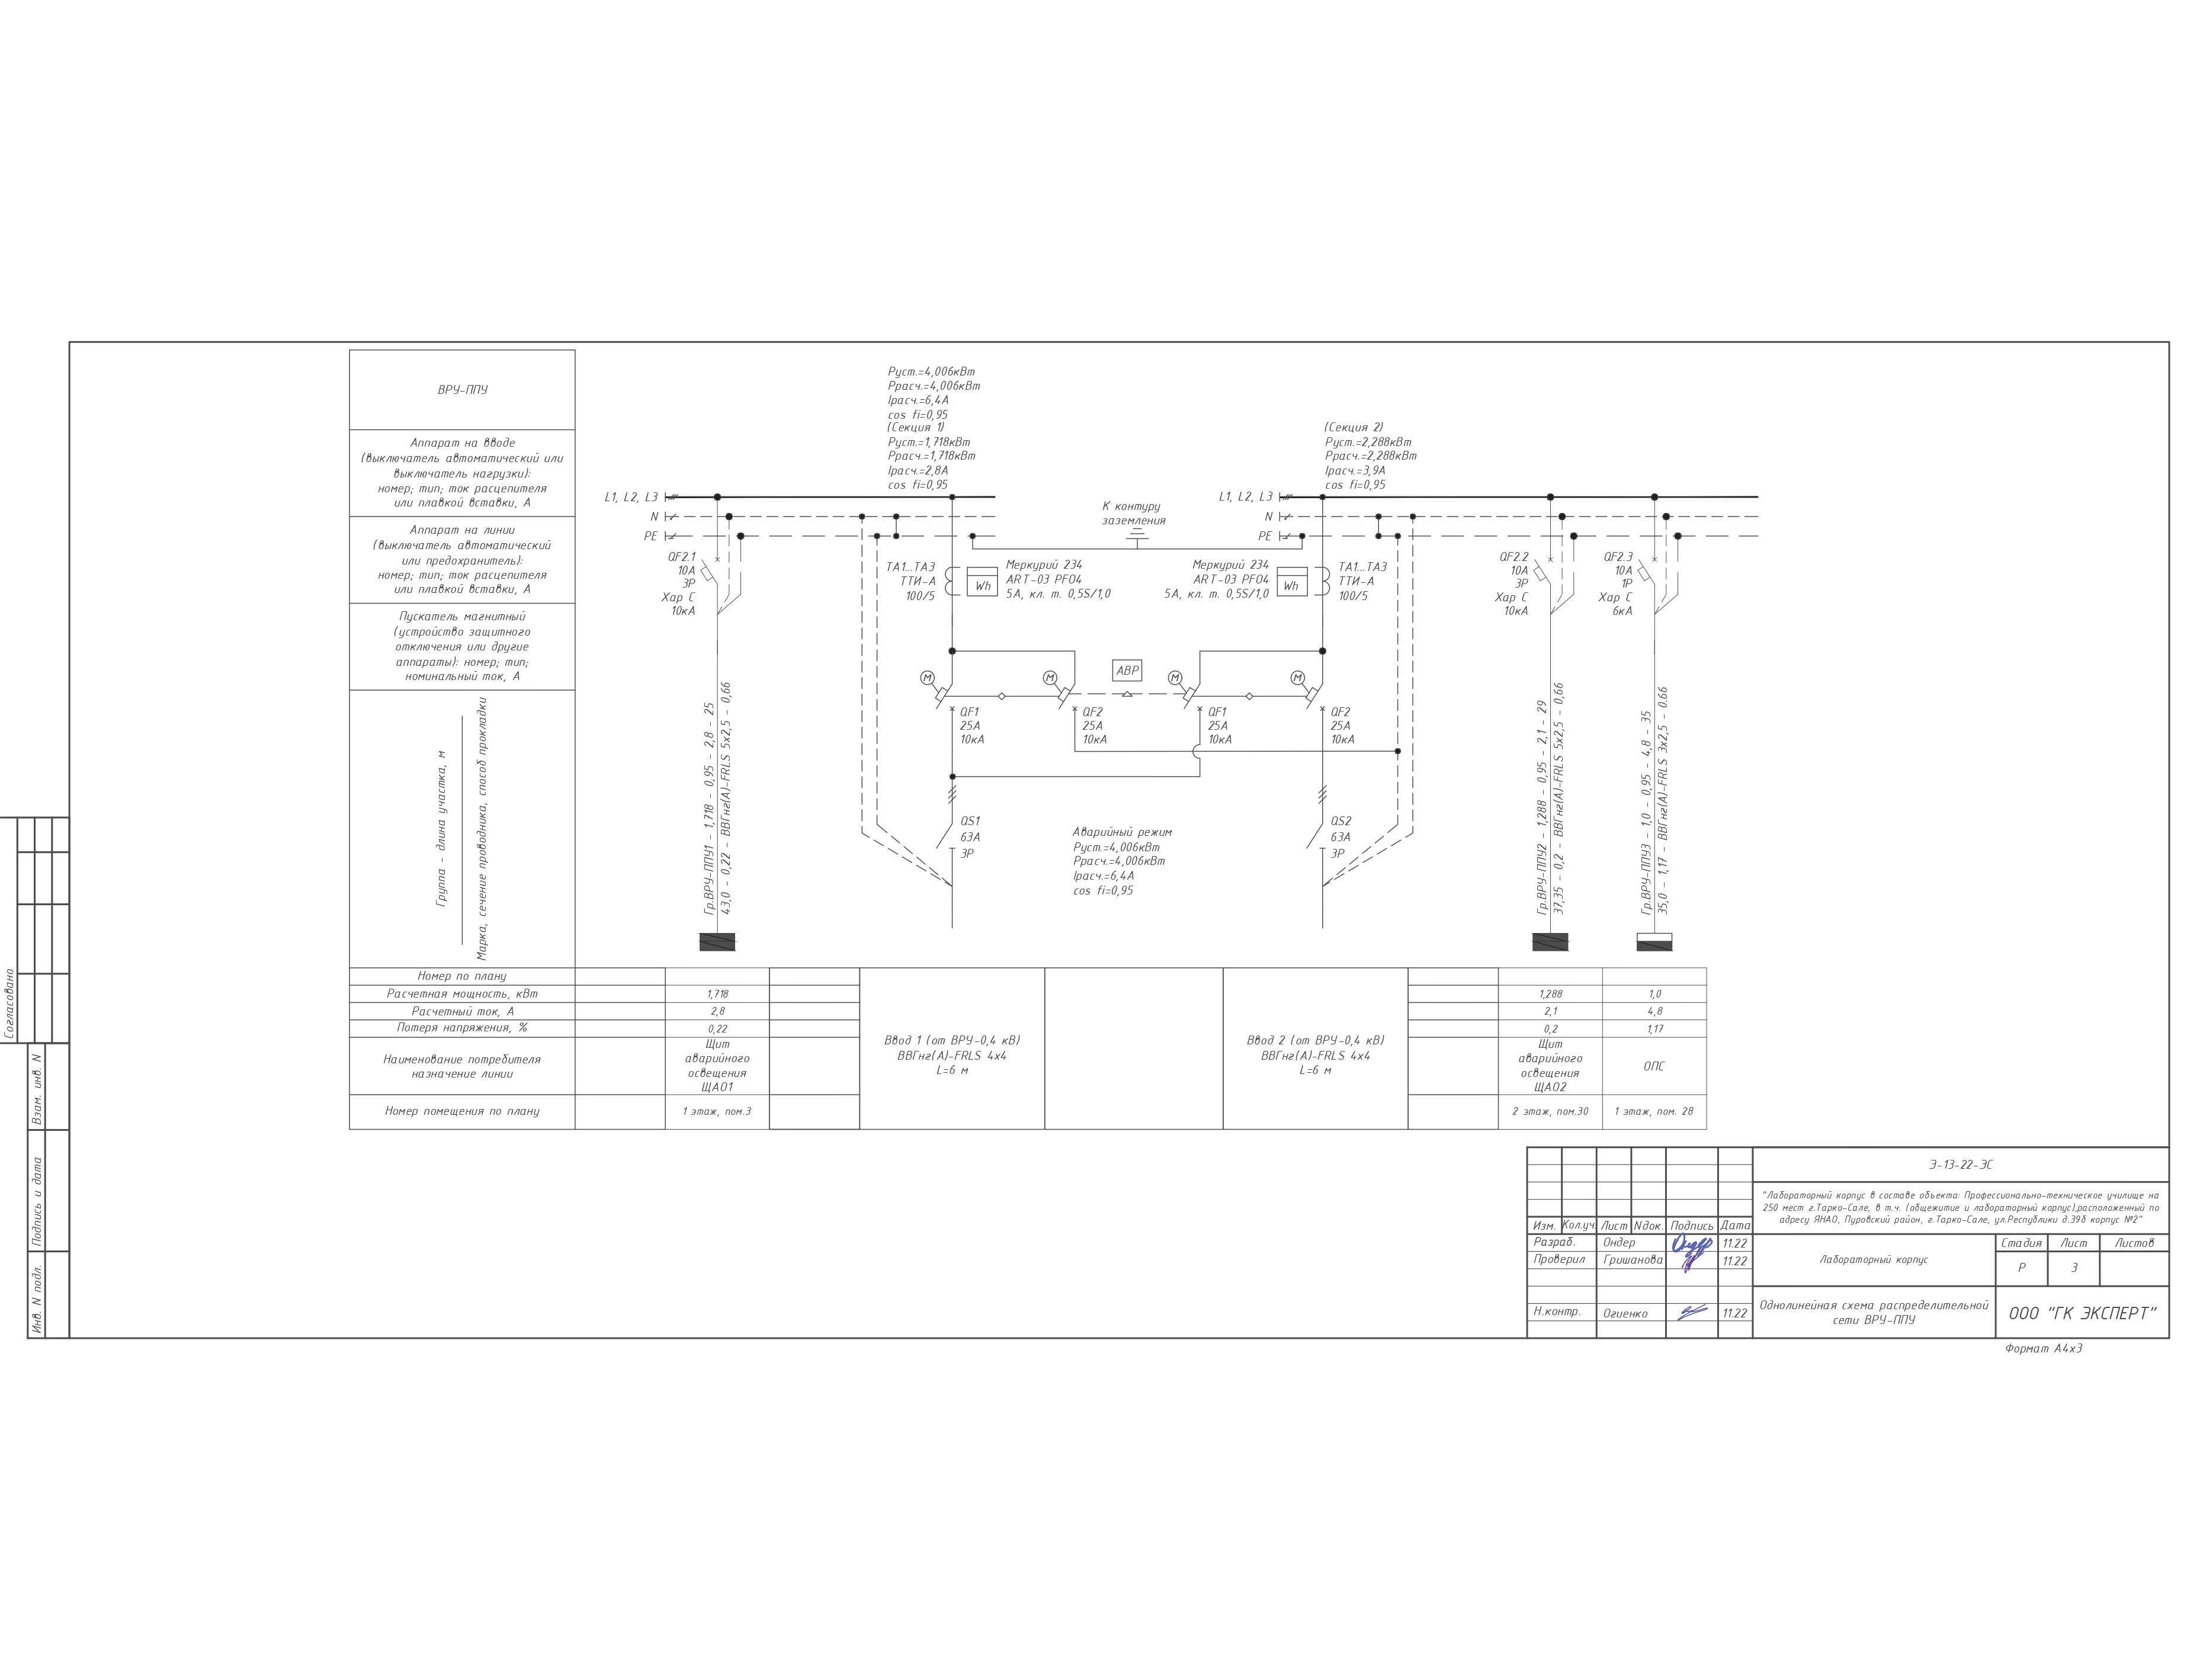 ВРУ-ППУ
Аппарат на вводе
(выключатель автоматический или
выключатель нагрузки):
номер; тип; ток расцепителя
или плавкой вставки, А
Аппарат на линии
(выключатель автоматический
или предохранитель):
номер; тип; ток расцепителя
или плавкой вставки, А
Пускатель магнитный
(устройство защитного
отключения или другие
аппараты): номер; тип;
номинальный ток, А
Группа - длина участка, м
Марка, сечение проводника, способ прокладки
Руст.=4,006кВт
Ррасч.=4,006кВт
Iрасч.=6,4А
cos fi=0,95
(Секция 1)
Руст.=1,718кВт
Ррасч.=1,718кВт
Iрасч.=2,8А
cos fi=0,95
(Секция 2)
Руст.=2,288кВт
Ррасч.=2,288кВт
Iрасч.=3,9А
cos fi=0,95
L1, L2, L3
N
PE
К контуру
заземления
L1, L2, L3
N
PE
QF2.1
10А
3Р
Хар С
10кА
ТА1...ТА3
ТТИ-А
100/5
Wh
Меркурий 234
ART-03 PF04
5А, кл. т. 0,5S/1,0
Меркурий 234
ART-03 PF04
5А, кл. т. 0,5S/1,0
Wh
ТА1...ТА3
ТТИ-А
100/5
QF2.2
10А
3Р
Хар С
10кА
QF2.3
10А
1Р
Хар С
6кА
М
М
АВР
М
М
QF1
25А
10кА
QF2
25А
10кА
QF1
25А
10кА
QF2
25А
10кА
Гр.ВРУ-ППУ1 - 1,718 - 0,95 - 2,8 - 25
43,0 - 0,22 - ВВГнг(А)-FRLS 5х2,5 - 0,66
QS1
63А
3Р
Аварийный режим
Руст.=4,006кВт
Ррасч.=4,006кВт
Iрасч.=6,4А
cos fi=0,95
QS2
63А
3Р
Гр.ВРУ-ППУ2 - 1,288 - 0,95 - 2,1 - 29
37,35 - 0,2 - ВВГнг(А)-FRLS 5х2,5 - 0,66
Гр.ВРУ-ППУ3 - 1,0 - 0,95 - 4,8 - 35
35,0 - 1,17 - ВВГнг(А)-FRLS 3х2,5 - 0.66
Номер по плану
Расчетная мощность, кВт 1,718 1,288 1,0
Расчетный ток, А 2,8 2,1 4,8
Потеря напряжения, % 0,22 0,2 1,17
Наименование потребителя
назначение линии
Щит
аварийного
освещения
ЩАО1
Ввод 1 (от ВРУ-0,4 кВ)
ВВГнг(А)-FRLS 4х4
L=6 м
Ввод 2 (от ВРУ-0,4 кВ)
ВВГнг(А)-FRLS 4х4
L=6 м
Щит
аварийного
освещения
ЩАО2
ОПС
Номер помещения по плану 1 этаж, пом.3 2 этаж, пом.30 1 этаж, пом. 28
Согласовано
Взам. инв. N
Подпись и дата
Инв. N подл.
Э-13-22-ЭС
"Лабораторный корпус в составе объекта: Профессионально-техническое училище на
250 мест г.Тарко-Сале, в т.ч. (общежитие и лабораторный корпус),расположенный по
адресу ЯНАО, Пуровский район, г.Тарко-Сале, ул.Республики д.39б корпус №2"
Изм. Кол.уч. Лист Nдок. Подпись Дата
Разраб. Ондер 11.22
Проверил Гришанова 11.22
Н.контр. Огиенко 11.22
Лабораторный корпус
Стадия Лист Листов
Р 3
Однолинейная схема распределительной
сети ВРУ-ППУ
ООО "ГК ЭКСПЕРТ"
Формат А4х3